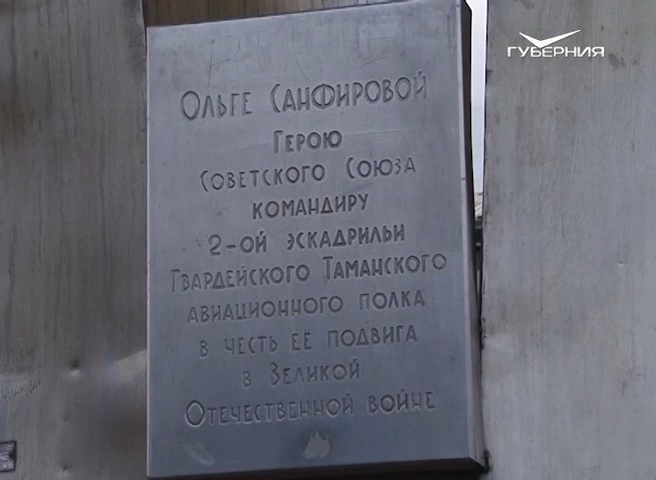 ГУБЕРНИЯ
Ольге Санфировой
Герою
Советского Союза
командиру
2-ой эскадрильи
Гвардейского Таманского
авиационного полка
в честь её подвига
в Великой
Отечественной войне